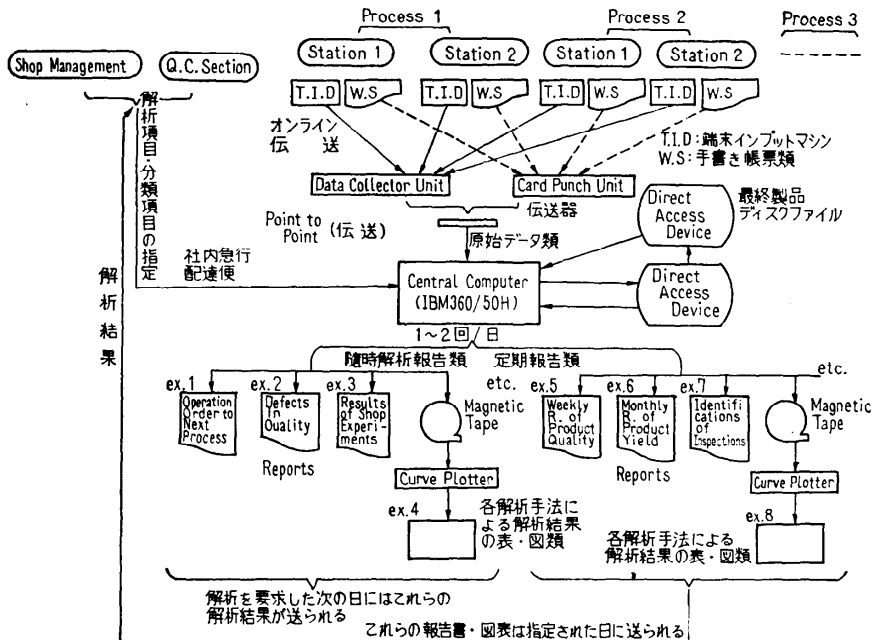 Process 1
Process 2
Process 3
Shop Management
Q.C. Section
Station 1
Station 2
Station 1
Station 2
T.I.D
W.S
T.I.D
W.S
T.I.D
W.S
T.I.D
W.S
解析項目・分類項目の指定
オンライン
伝送
T.I.D:端末インプットマシン
W.S:手書き帳票類
Data Collector Unit
Card Punch Unit
伝送器
Point to
Point
(伝送)
原始データ類
Direct
Access
Device
最終製品
ディスクファイル
解析結果
社内急行
配達便
Central Computer
(IBM360/50H)
Direct
Access
Device
1~2回/日
随時解析報告類
定期報告類
ex.1
Operation
Order to
Next
Process
ex.2
Defects
In
Quality
ex.3
Results
of Shop
Experi-
ments
etc.
Magnetic
Tape
Reports
Curve Plotter
ex.4
各解析手法に
よる解析結果
の表・図類
ex.5
Weekly
R. of
Product
Quality
ex.6
Monthly
R. of
Product
Yield
ex.7
Identifi-
cations
of
Inspections
etc.
Magnetic
Tape
Reports
Curve Plotter
ex.8
各解析手法による
解析結果の表・図類
解析を要求した次の日にはこれらの
解析結果が送られる
これらの報告書・図表は指定された日に送られる